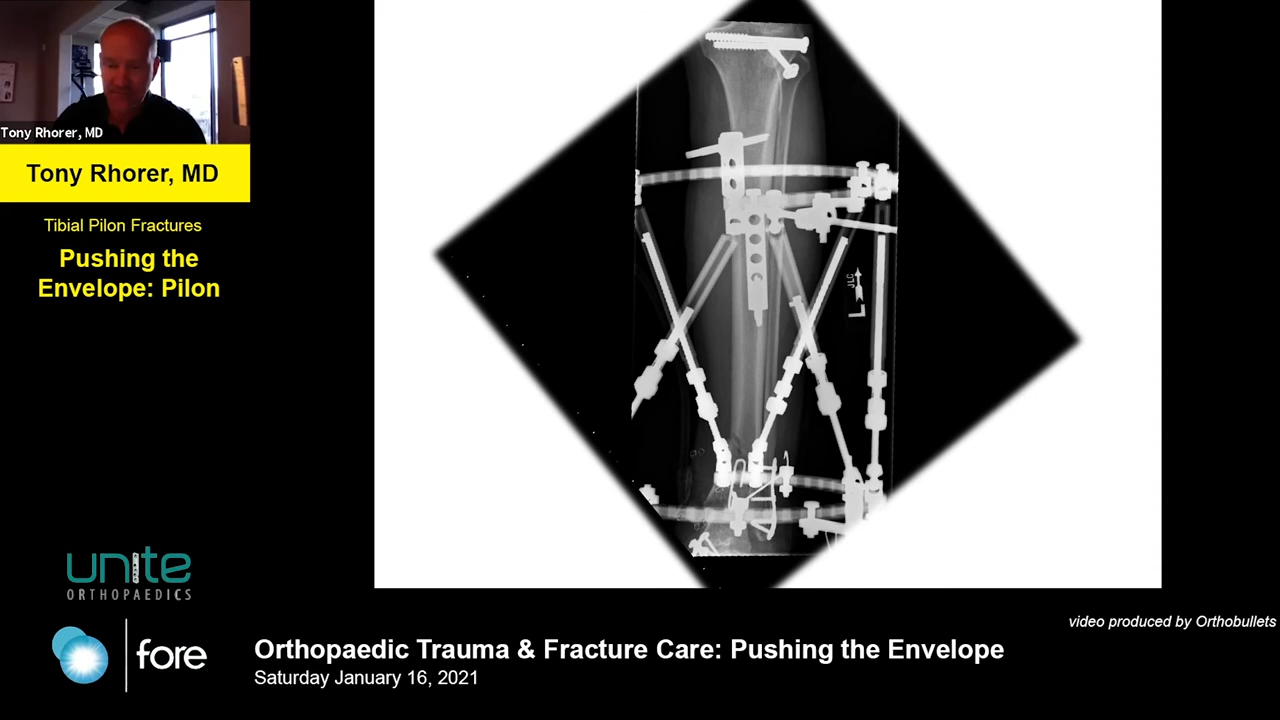 Tony Rhorer, MD
Tony Rhorer, MD
Tibial Pilon Fractures
Pushing the
Envelope: Pilon
JLC
L
unite
ORTHOPAEDICS
fore
video produced by Orthobullets
Orthopaedic Trauma & Fracture Care: Pushing the Envelope
Saturday January 16, 2021